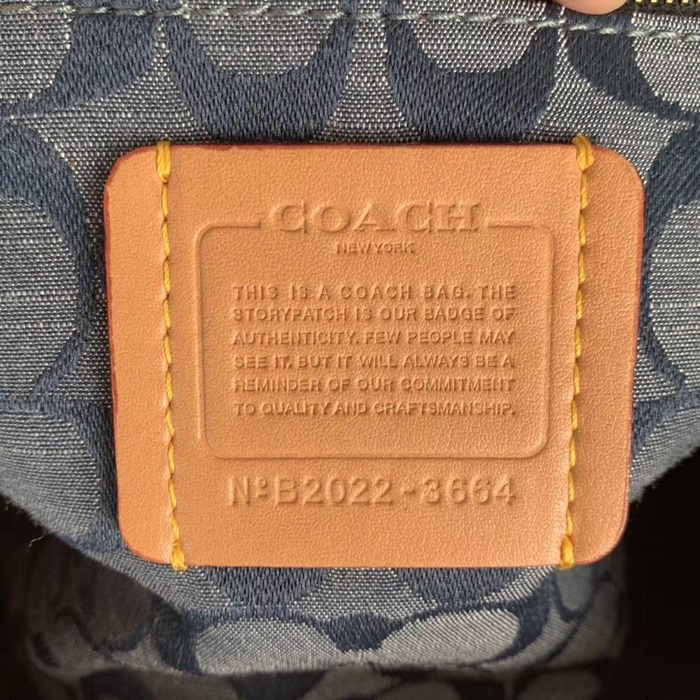 COACH
NEW YORK
THIS IS A COACH BAG. THE
STORYPATCH IS OUR BADGE OF
AUTHENTICITY. FEW PEOPLE MAY
SEE IT. BUT IT WILL ALWAYS BE A
REMINDER OF OUR COMMITMENT
TO QUALITY AND CRAFTSMANSHIP.
Nº:B2022-3664